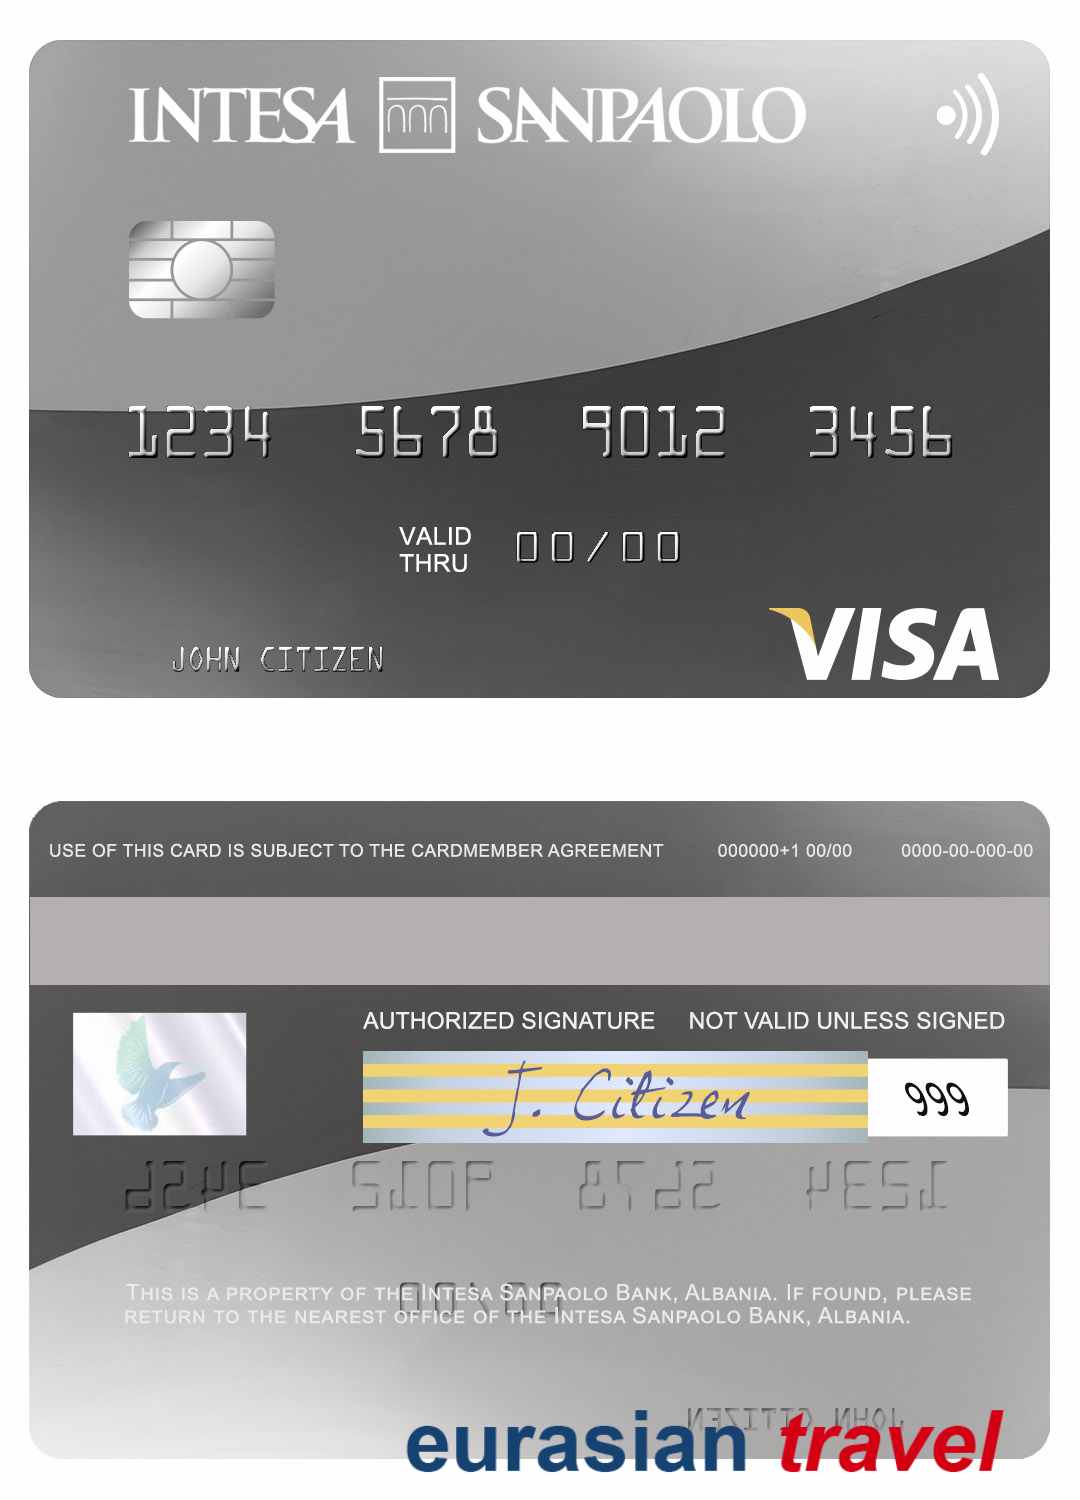 INTESA SANPAOLO
1234 5678 9012 3456
VALID THRU 00/00
JOHN CITIZEN
VISA
USE OF THIS CARD IS SUBJECT TO THE CARDMEMBER AGREEMENT 000000+1 00/00 0000-00-000-00
AUTHORIZED SIGNATURE NOT VALID UNLESS SIGNED
J. Citizen 999
THIS IS A PROPERTY OF THE INTESA SANPAOLO BANK, ALBANIA. IF FOUND, PLEASE
RETURN TO THE NEAREST OFFICE OF THE INTESA SANPAOLO BANK, ALBANIA.
eurasian travel